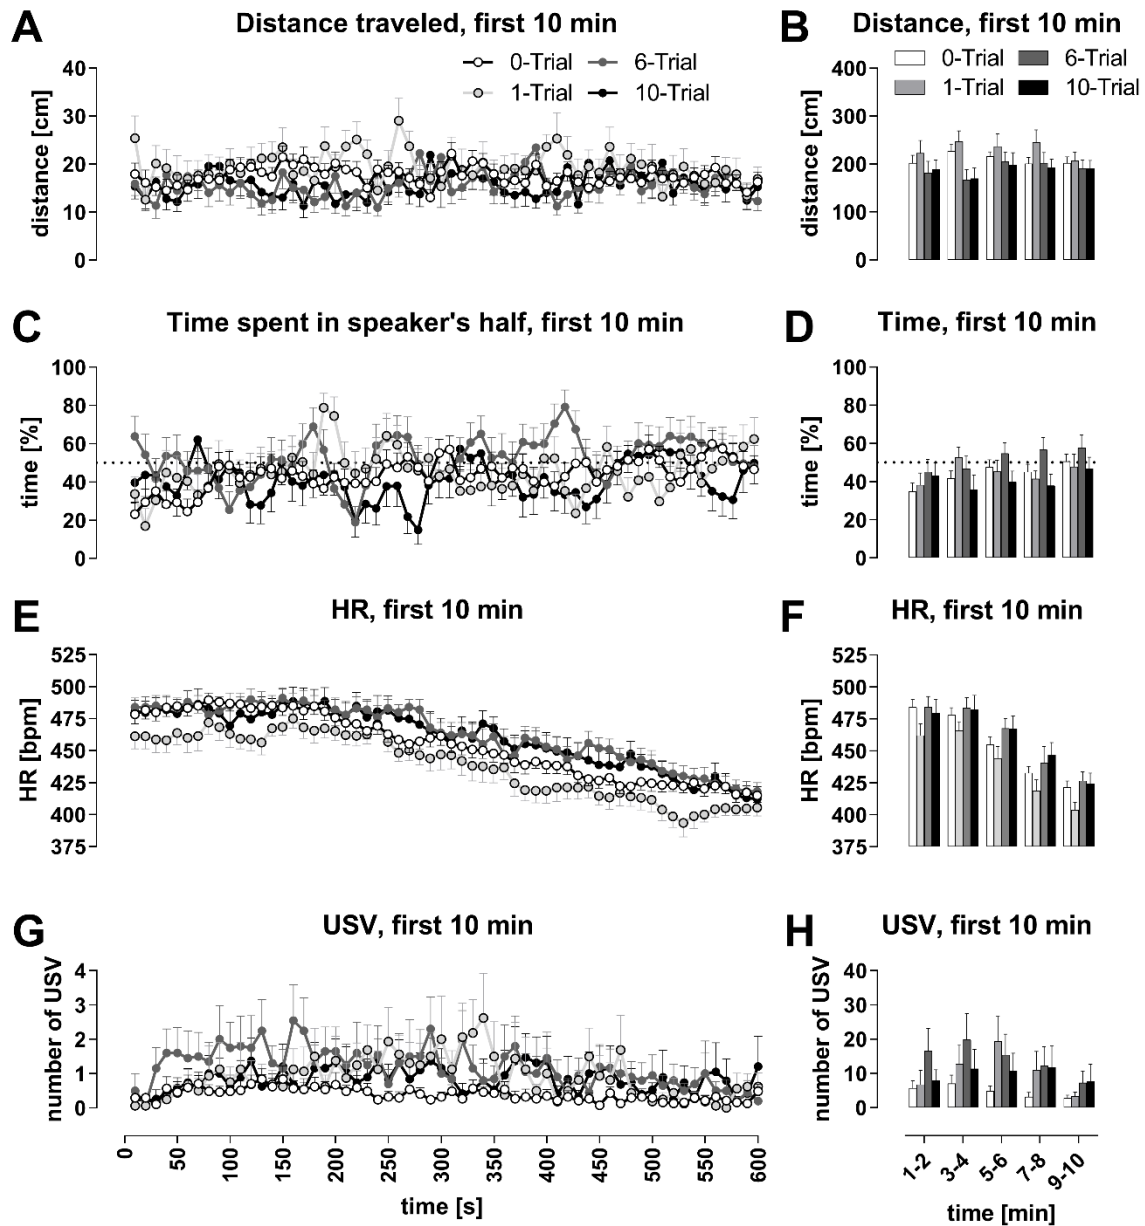 A Distance traveled, first 10 min
0-Trial 6-Trial
1-Trial 10-Trial
distance [cm]
40
30
20
10
0
B Distance, first 10 min
0-Trial 6-Trial
1-Trial 10-Trial
distance [cm]
400
300
200
100
0
C Time spent in speaker's half, first 10 min
time [%]
100
80
60
40
20
0
D Time, first 10 min
time [%]
100
80
60
40
20
0
E HR, first 10 min
HR [bpm]
525
500
475
450
425
400
375
F HR, first 10 min
HR [bpm]
525
500
475
450
425
400
375
G USV, first 10 min
number of USV
4
3
2
1
0
0 50 100 150 200 250 300 350 400 450 500 550 600
time [s]
H USV, first 10 min
number of USV
40
30
20
10
0
1-2 3-4 5-6 7-8 9-10
time [min]